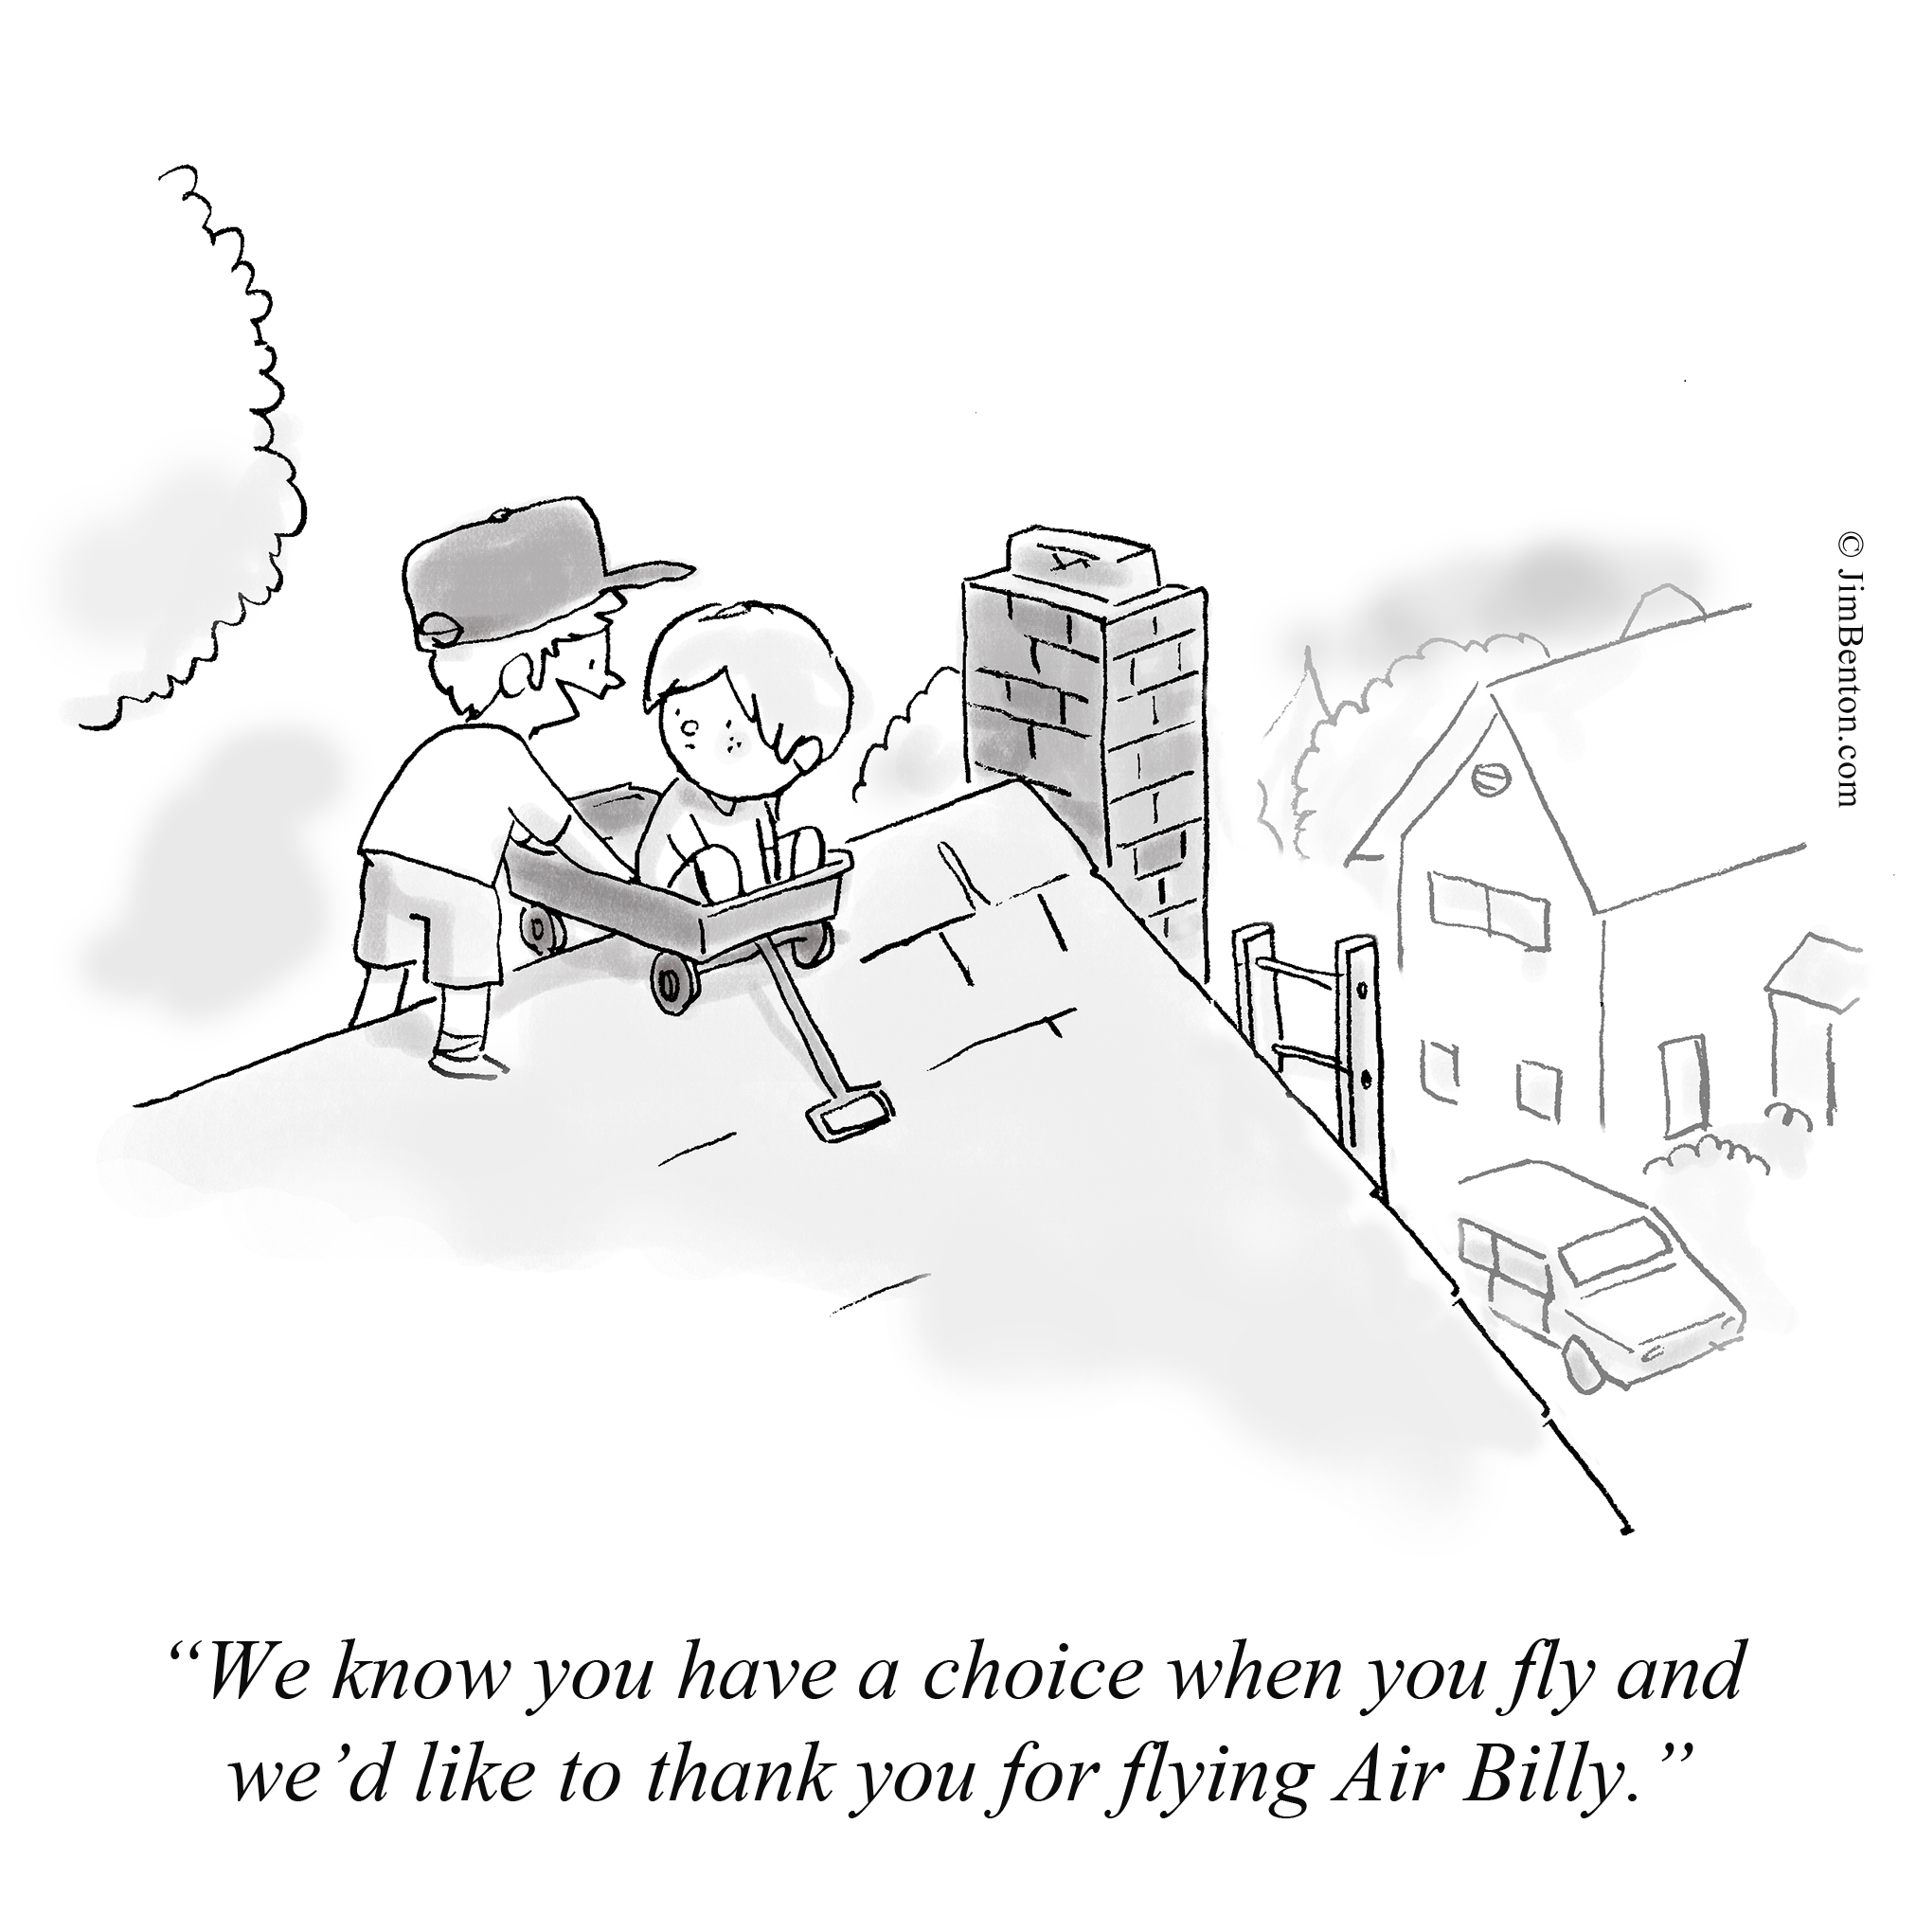 © JimBenton.com
“We know you have a choice when you fly and
we’d like to thank you for flying Air Billy.”